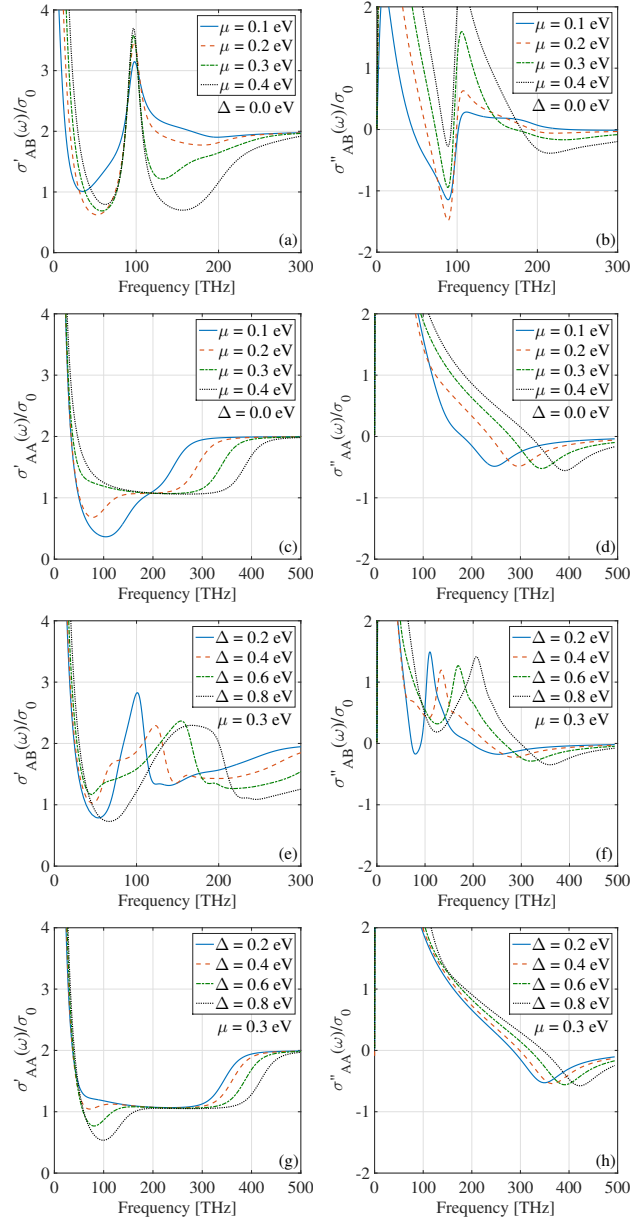 4
3
2
1
0
0
100
200
300
σ'AB(ω)/σ0
Frequency [THz]
μ = 0.1 eV
μ = 0.2 eV
μ = 0.3 eV
μ = 0.4 eV
Δ = 0.0 eV
(a)
2
1
0
-1
-2
0
100
200
300
σ''AB(ω)/σ0
Frequency [THz]
μ = 0.1 eV
μ = 0.2 eV
μ = 0.3 eV
μ = 0.4 eV
Δ = 0.0 eV
(b)
4
3
2
1
0
0
100
200
300
400
500
σ'AA(ω)/σ0
Frequency [THz]
μ = 0.1 eV
μ = 0.2 eV
μ = 0.3 eV
μ = 0.4 eV
Δ = 0.0 eV
(c)
2
1
0
-1
-2
0
100
200
300
400
500
σ''AA(ω)/σ0
Frequency [THz]
μ = 0.1 eV
μ = 0.2 eV
μ = 0.3 eV
μ = 0.4 eV
Δ = 0.0 eV
(d)
4
3
2
1
0
0
100
200
300
σ'AB(ω)/σ0
Frequency [THz]
Δ = 0.2 eV
Δ = 0.4 eV
Δ = 0.6 eV
Δ = 0.8 eV
μ = 0.3 eV
(e)
2
1
0
-1
-2
0
100
200
300
400
500
σ''AB(ω)/σ0
Frequency [THz]
Δ = 0.2 eV
Δ = 0.4 eV
Δ = 0.6 eV
Δ = 0.8 eV
μ = 0.3 eV
(f)
4
3
2
1
0
0
100
200
300
400
500
σ'AA(ω)/σ0
Frequency [THz]
Δ = 0.2 eV
Δ = 0.4 eV
Δ = 0.6 eV
Δ = 0.8 eV
μ = 0.3 eV
(g)
2
1
0
-1
-2
0
100
200
300
400
500
σ''AA(ω)/σ0
Frequency [THz]
Δ = 0.2 eV
Δ = 0.4 eV
Δ = 0.6 eV
Δ = 0.8 eV
μ = 0.3 eV
(h)